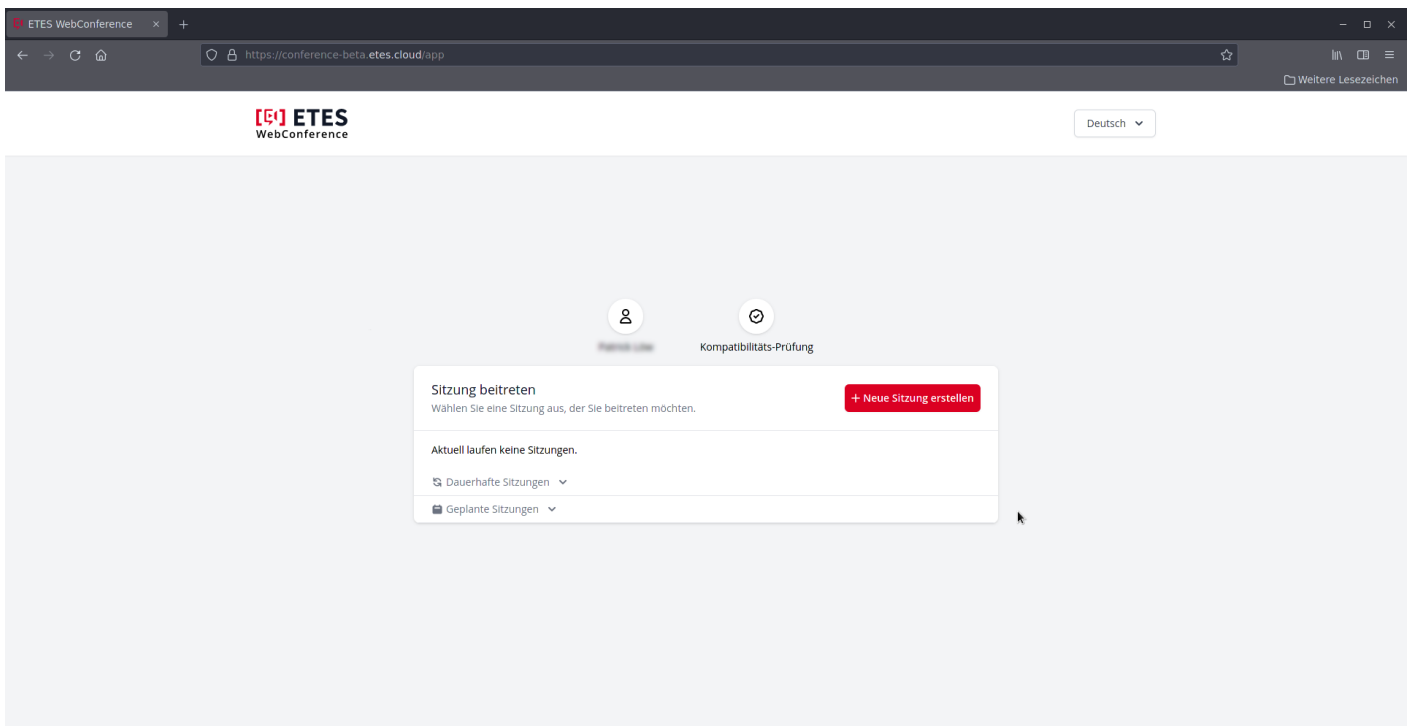 ETES WebConference
https://conference-beta.etes.cloud/app
Weitere Lesezeichen
ETES
WebConference
Deutsch
Kompatibilitäts-Prüfung
Sitzung beitreten
Wählen Sie eine Sitzung aus, der Sie beitreten möchten.
+ Neue Sitzung erstellen
Aktuell laufen keine Sitzungen.
Dauerhafte Sitzungen
Geplante Sitzungen